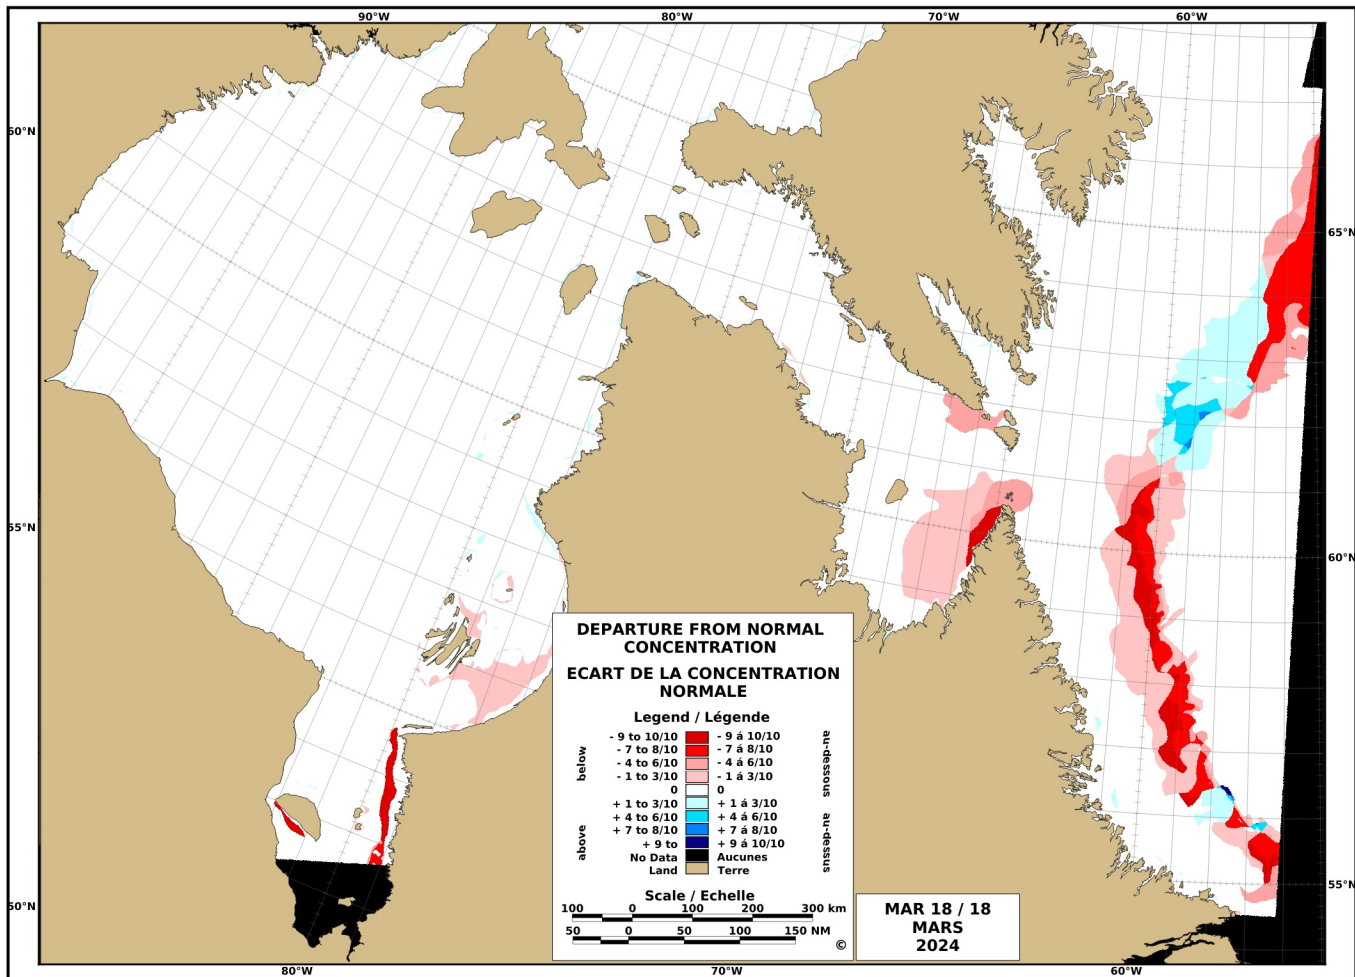 90°W 80°W 70°W 60°W
60°N
65°N
55°N
60°N
DEPARTURE FROM NORMAL
CONCENTRATION
ECART DE LA CONCENTRATION
NORMALE
Legend / Légende
below
above
- 9 to 10/10 - 9 á 10/10
- 7 to 8/10 - 7 á 8/10
- 4 to 6/10 - 4 á 6/10
- 1 to 3/10 - 1 á 3/10
0 0
+ 1 to 3/10 + 1 á 3/10
+ 4 to 6/10 + 4 á 6/10
+ 7 to 8/10 + 7 á 8/10
+ 9 to + 9 á 10/10
No Data Aucunes
Land Terre
au-dessous
au-dessus
Scale / Echelle
100 0 100 200 300 km
50 0 50 100 150 NM
©
MAR 18 / 18
MARS
2024
55°N
50°N
80°W 70°W 60°W